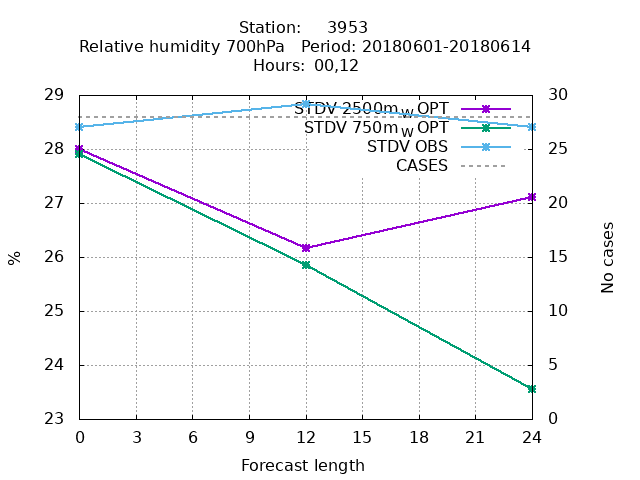 Station: 3953
Relative humidity 700hPa Period: 20180601-20180614
Hours: 00,12
29 30
STDV 2500m_W OPT
STDV 750m_W OPT
28 25
STDV OBS
CASES
27 20
26 15
25 10
24 5
23 0
%
No cases
0 3 6 9 12 15 18 21 24
Forecast length